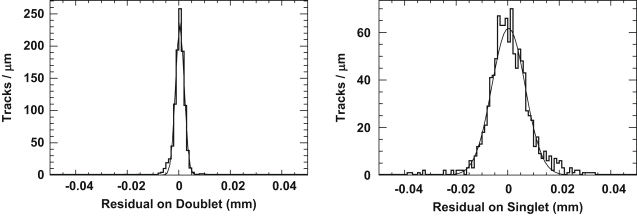 250
200
150
100
50
0
Tracks / μm
-0.04 -0.02 0 0.02 0.04
Residual on Doublet (mm)
60
40
20
0
Tracks / μm
-0.04 -0.02 0 0.02 0.04
Residual on Singlet (mm)